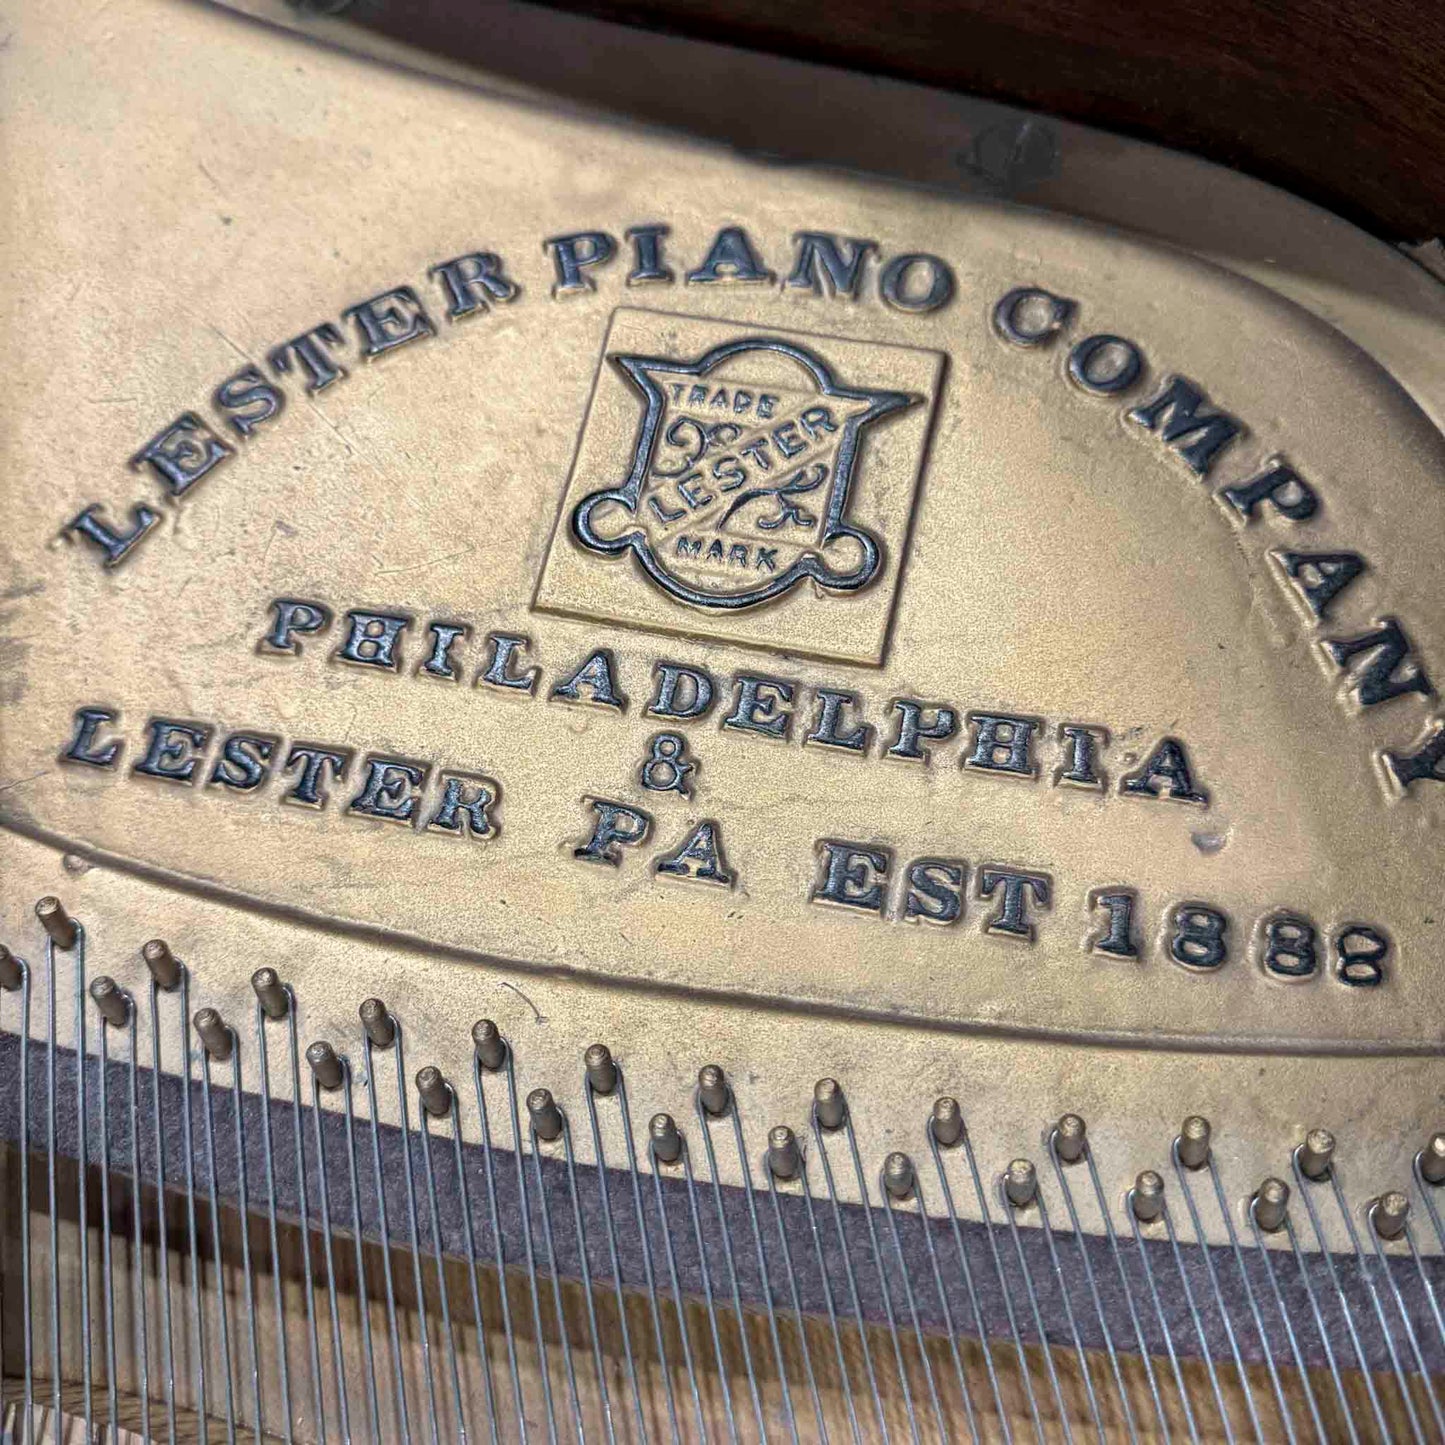 LESTER PIANO COMPANY
TRADE
LESTER
MARK
PHILADELPHIA
&
LESTER PA EST 1888